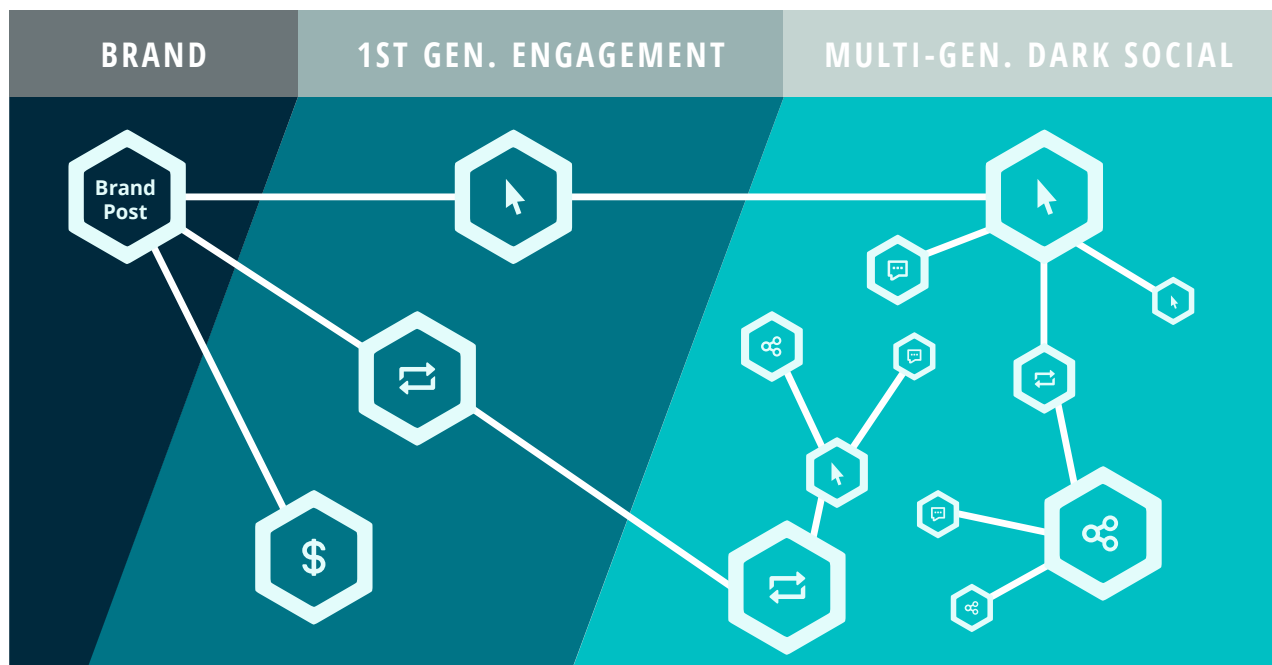 BRAND
1ST GEN. ENGAGEMENT
MULTI-GEN. DARK SOCIAL
Brand
Post
$